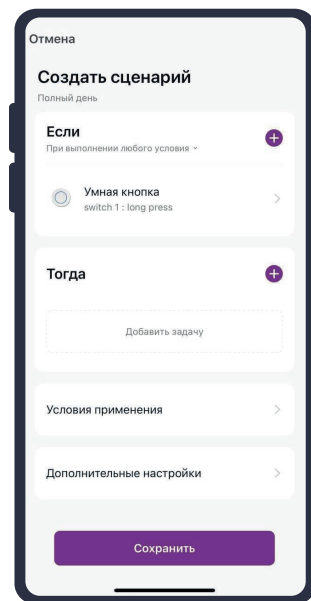 Отмена
Создать сценарий
Полный день
Если
При выполнении любого условия
Умная кнопка
switch 1 : long press
Тогда
Добавить задачу
Условия применения
Дополнительные настройки
Сохранить